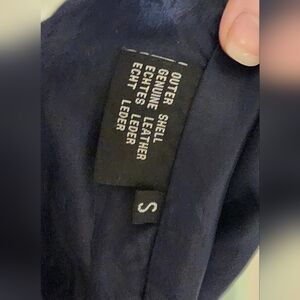 OUTER SHELL
GENUINE LEATHER
ECHTES LEDER
ECHT LEDER
S